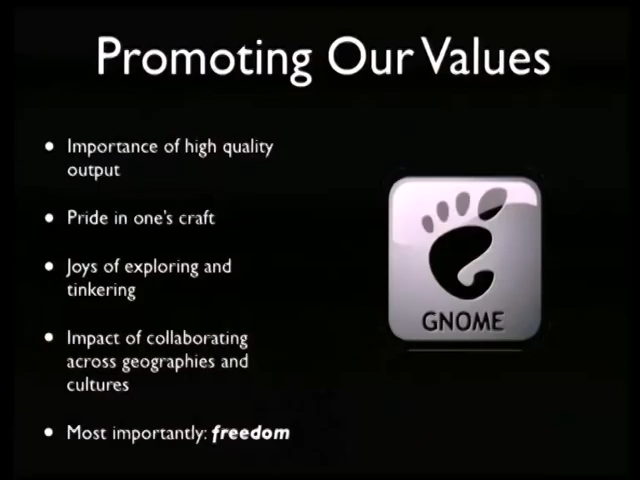 Promoting Our Values
• Importance of high quality
output
• Pride in one's craft
• Joys of exploring and
tinkering
• Impact of collaborating
across geographies and
cultures
• Most importantly: freedom
GNOME